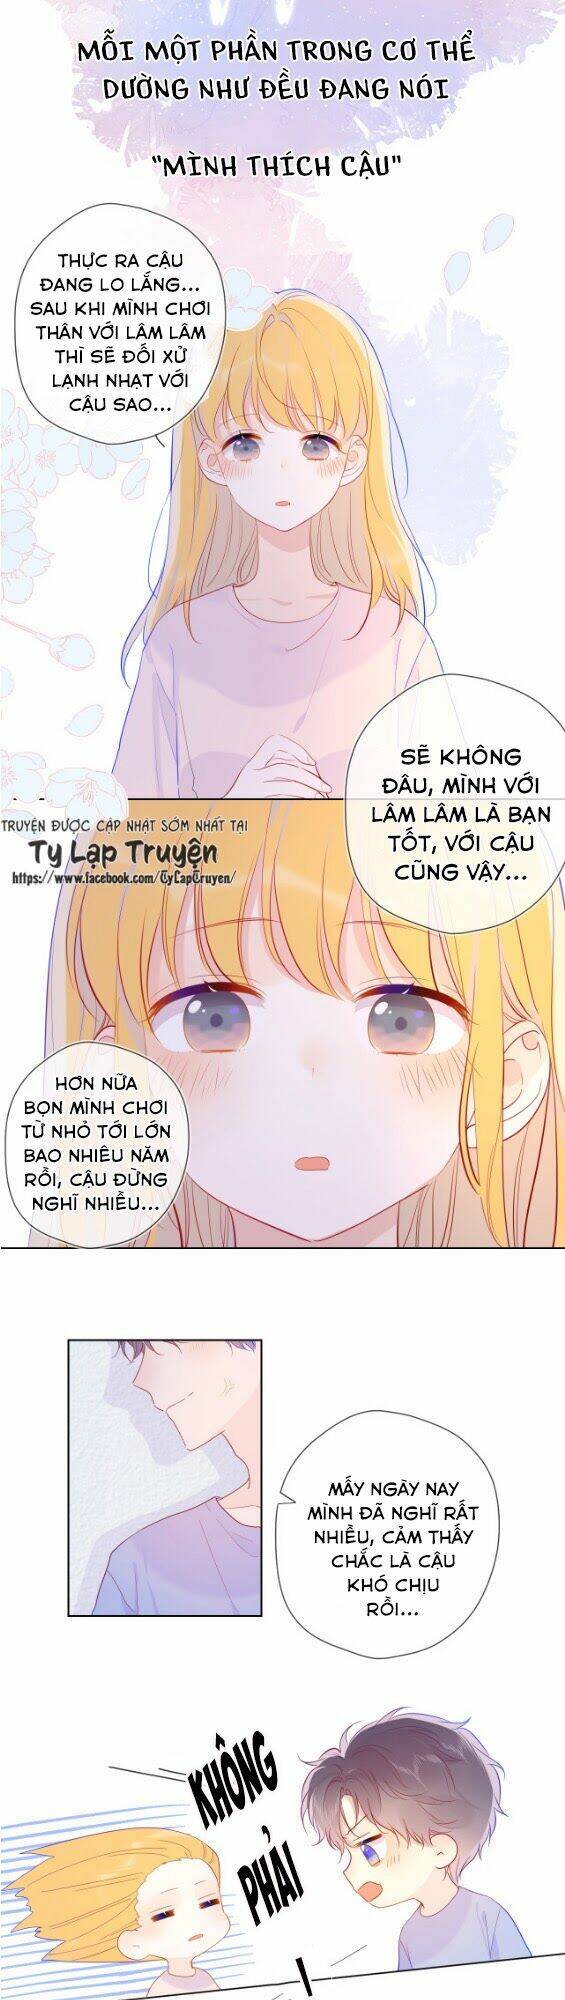 MỖI MỘT PHẦN TRONG CƠ THỂ
DƯỜNG NHƯ ĐỀU ĐANG NÓI
"MÌNH THÍCH CẬU"
THỰC RA CẬU
ĐANG LO LẮNG...
SAU KHI MÌNH CHƠI
THÂN VỚI LÂM LÂM
THÌ SẼ ĐỐI XỬ
LẠNH NHẠT VỚI
CẬU SAO...
SẼ KHÔNG
ĐÂU, MÌNH VỚI
LÂM LÂM LÀ BẠN
TỐT, VỚI CẬU
CŨNG VẬY...
TRUYỆN ĐƯỢC CẬP NHẬT SỚM NHẤT TẠI
Ty Lạp Truyện
https://www.facebook.com/TyLapTruyen/
HƠN NỮA
BỌN MÌNH CHƠI
TỪ NHỎ TỚI LỚN
BAO NHIÊU NĂM
RỒI, CẬU ĐỪNG
NGHĨ NHIỀU...
MẤY NGÀY NAY
MÌNH ĐÃ NGHĨ RẤT
NHIỀU, CẢM THẤY
CHẮC LÀ CẬU
KHÓ CHỊU
RỒI...
KHÔNG
PHẢI
!